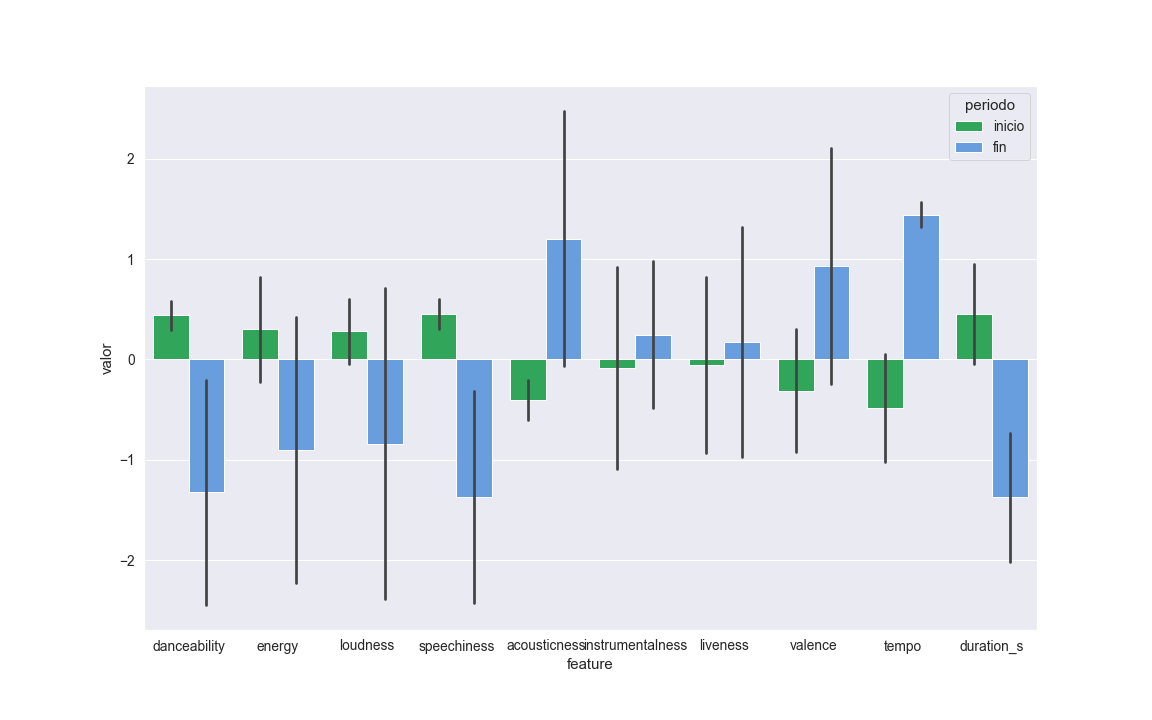 periodo
inicio
fin
2
1
0
−1
−2
valor
danceability energy loudness speechiness acousticness instrumentalness liveness valence tempo duration_s
feature